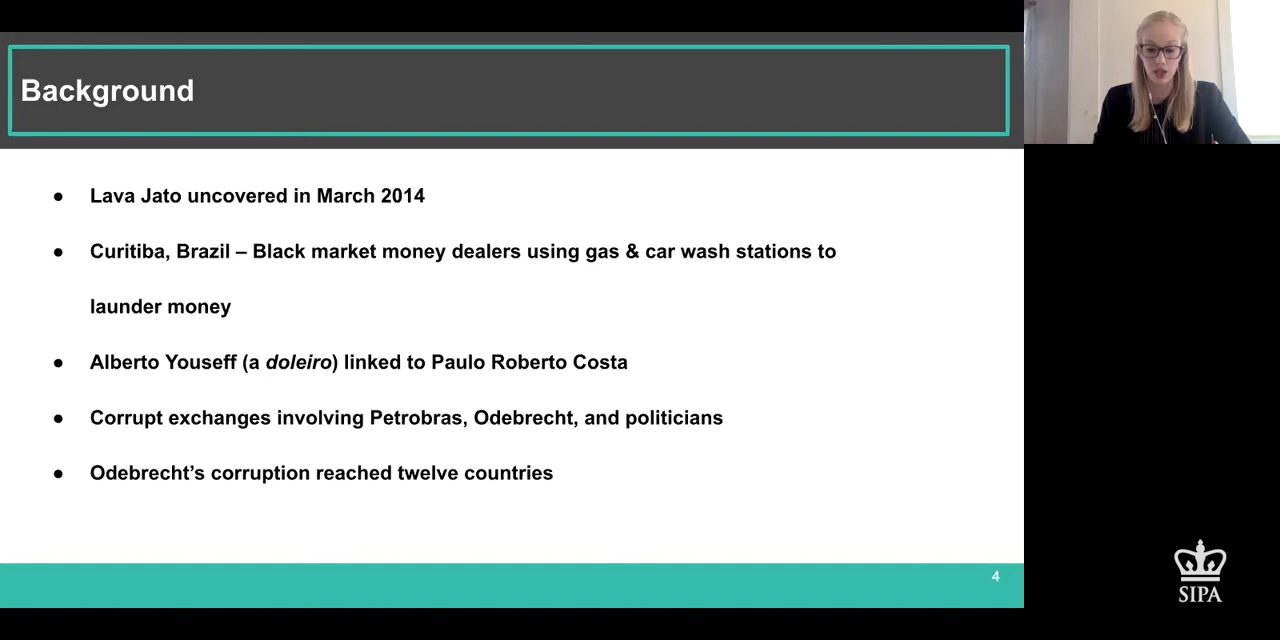 Background
● Lava Jato uncovered in March 2014
● Curitiba, Brazil – Black market money dealers using gas & car wash stations to
launder money
● Alberto Youseff (a doleiro) linked to Paulo Roberto Costa
● Corrupt exchanges involving Petrobras, Odebrecht, and politicians
● Odebrecht’s corruption reached twelve countries
4
SIPA